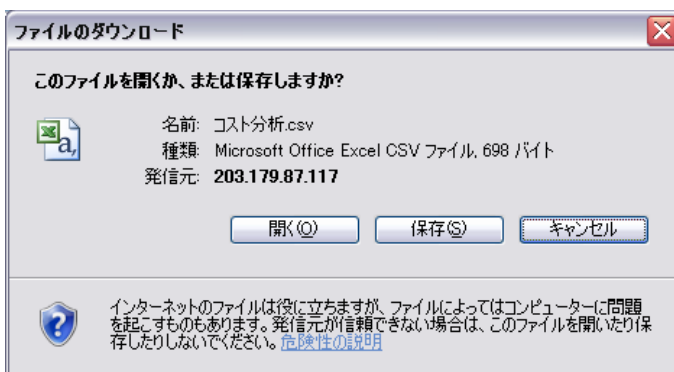 ファイルのダウンロード
このファイルを開くか、または保存しますか?
名前: コスト分析.csv
種類: Microsoft Office Excel CSV ファイル, 698 バイト
発信元: 203.179.87.117
開く(O) 保存(S) キャンセル
インターネットのファイルは役に立ちますが、ファイルによってはコンピューターに問題
を起こすものもあります。発信元が信頼できない場合は、このファイルを開いたり保
存したりしないでください。危険性の説明